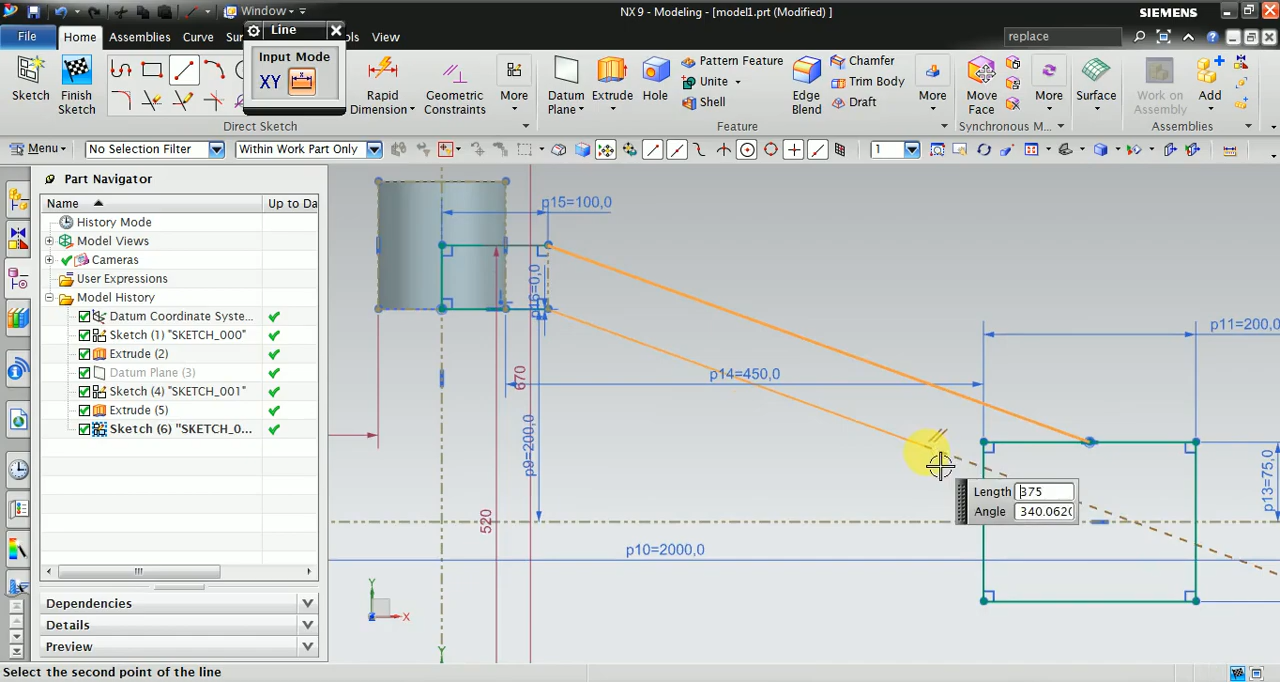 Window
NX 9 - Modeling - [model1.prt (Modified) ]
SIEMENS
File
Home
Assemblies
Curve
Su
ls
View
replace
Line
Input Mode
XY
Sketch
Finish
Sketch
Direct Sketch
Rapid
Dimension
Geometric
Constraints
More
Datum
Plane
Extrude
Hole
Pattern Feature
Unite
Shell
Edge
Blend
Chamfer
Trim Body
Draft
More
Feature
Move
Face
More
Synchronous M...
Surface
Work on
Assembly
Add
Assemblies
Menu
No Selection Filter
Within Work Part Only
1
Part Navigator
Name
Up to Da
History Mode
Model Views
Cameras
User Expressions
Model History
Datum Coordinate Syste...
Sketch (1) "SKETCH_000"
Extrude (2)
Datum Plane (3)
Sketch (4) "SKETCH_001"
Extrude (5)
Sketch (6) "SKETCH_0...
Dependencies
Details
Preview
p15=100,0
p16=0,0
p11=200,0
p14=450,0
670
p9=200,0
520
p10=2000,0
p13=75,0
Length 375
Angle 340.0620
Y
X
Y
Select the second point of the line